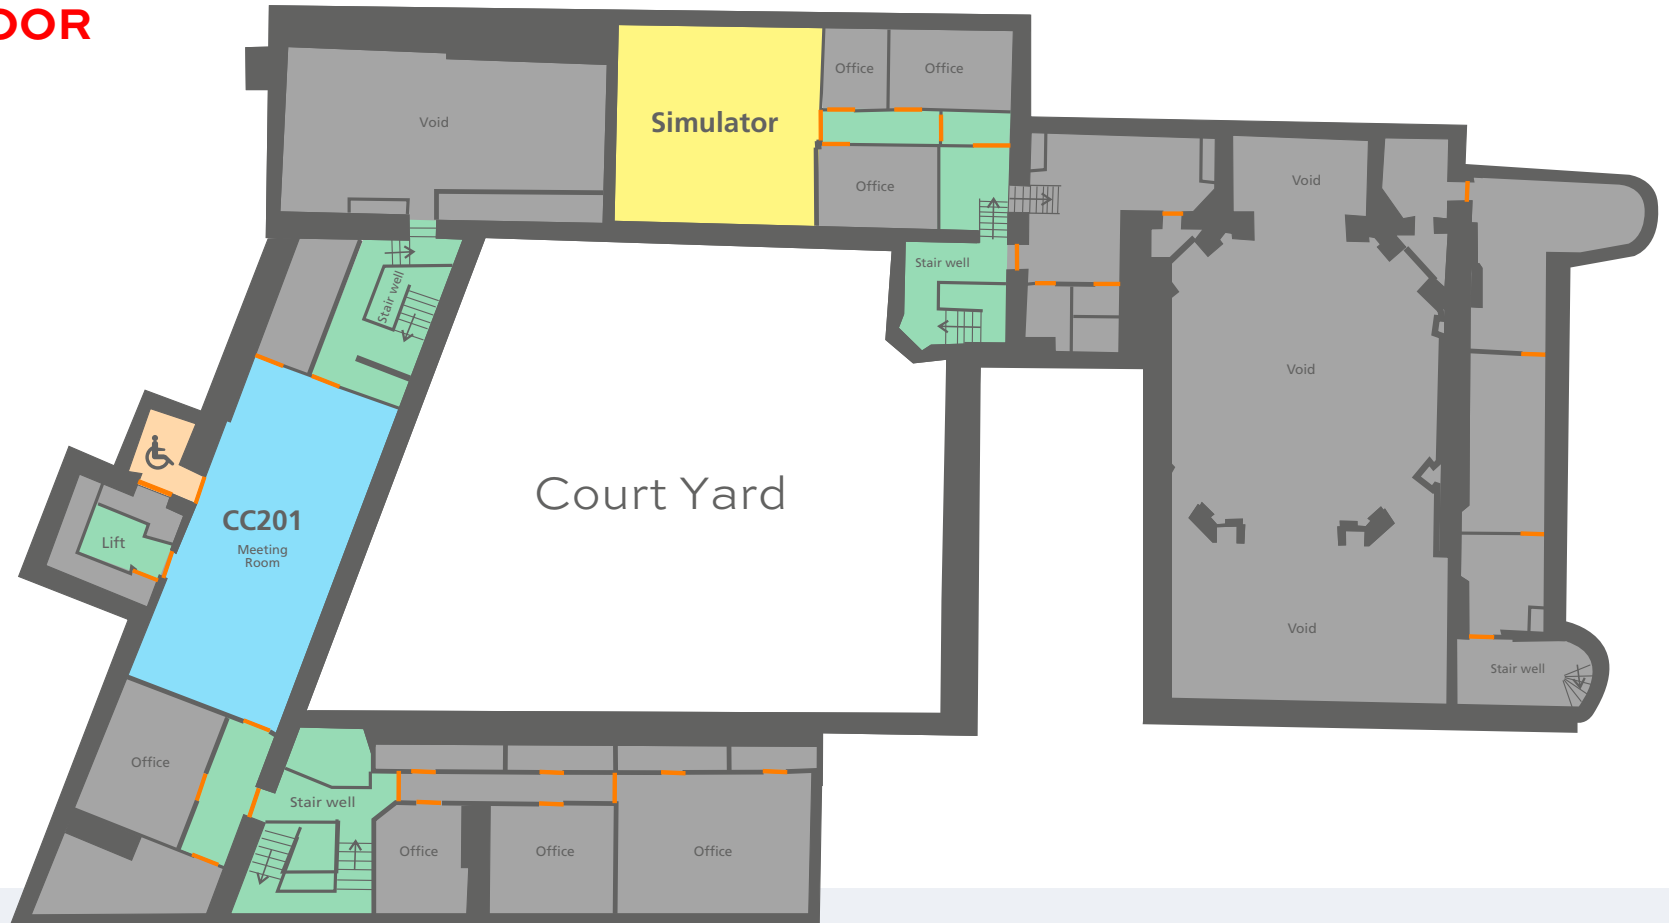 OOR
Office
Office
Void
Simulator
Office
Void
Stair well
Stair well
Void
Court Yard
CC201
Meeting
Room
Lift
Void
Stair well
Office
Stair well
Office
Office
Office